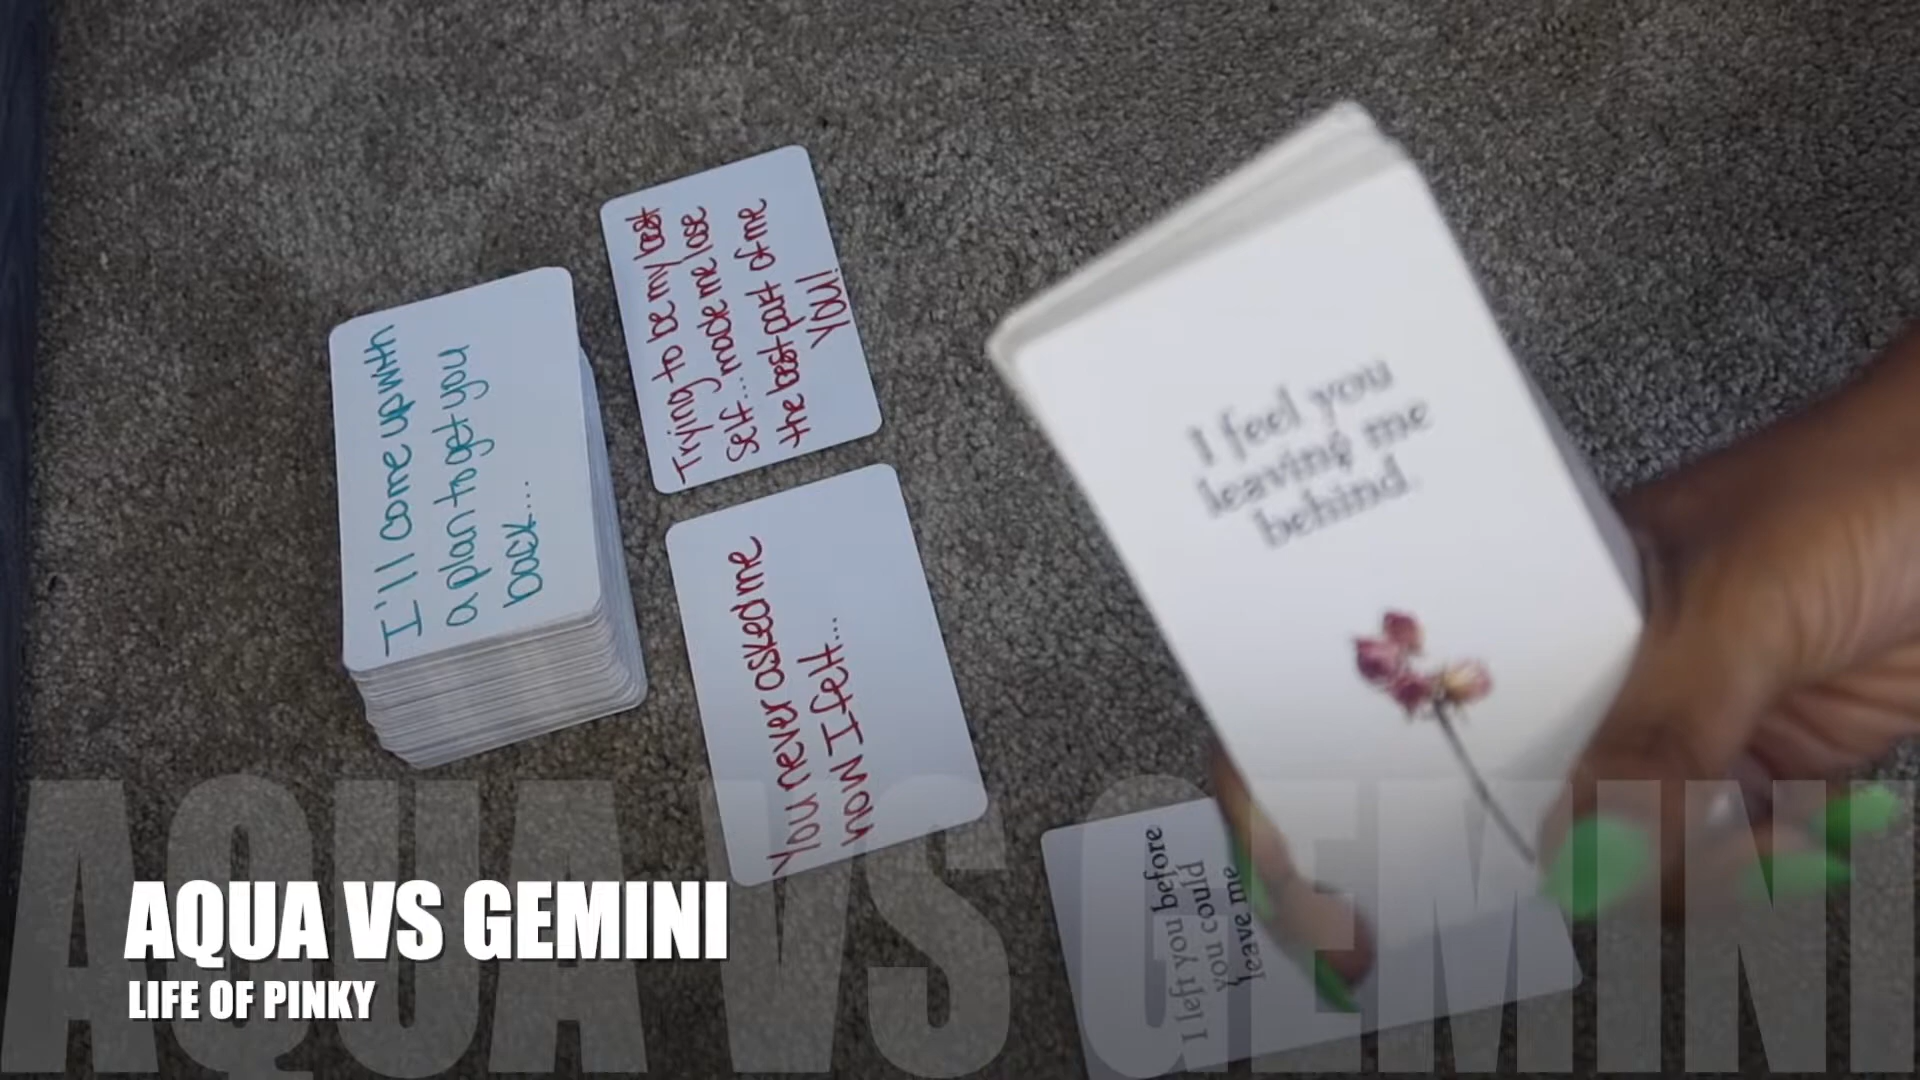 I'll come up with
a plan to get you
back...
Trying to be my best
self... made me lose
the best part of me
You!
You never asked me
how I felt...
I feel you
leaving me
behind.
I left you before
you could
leave me
AQUA VS GEMINI
AQUA VS GEMINI
LIFE OF PINKY